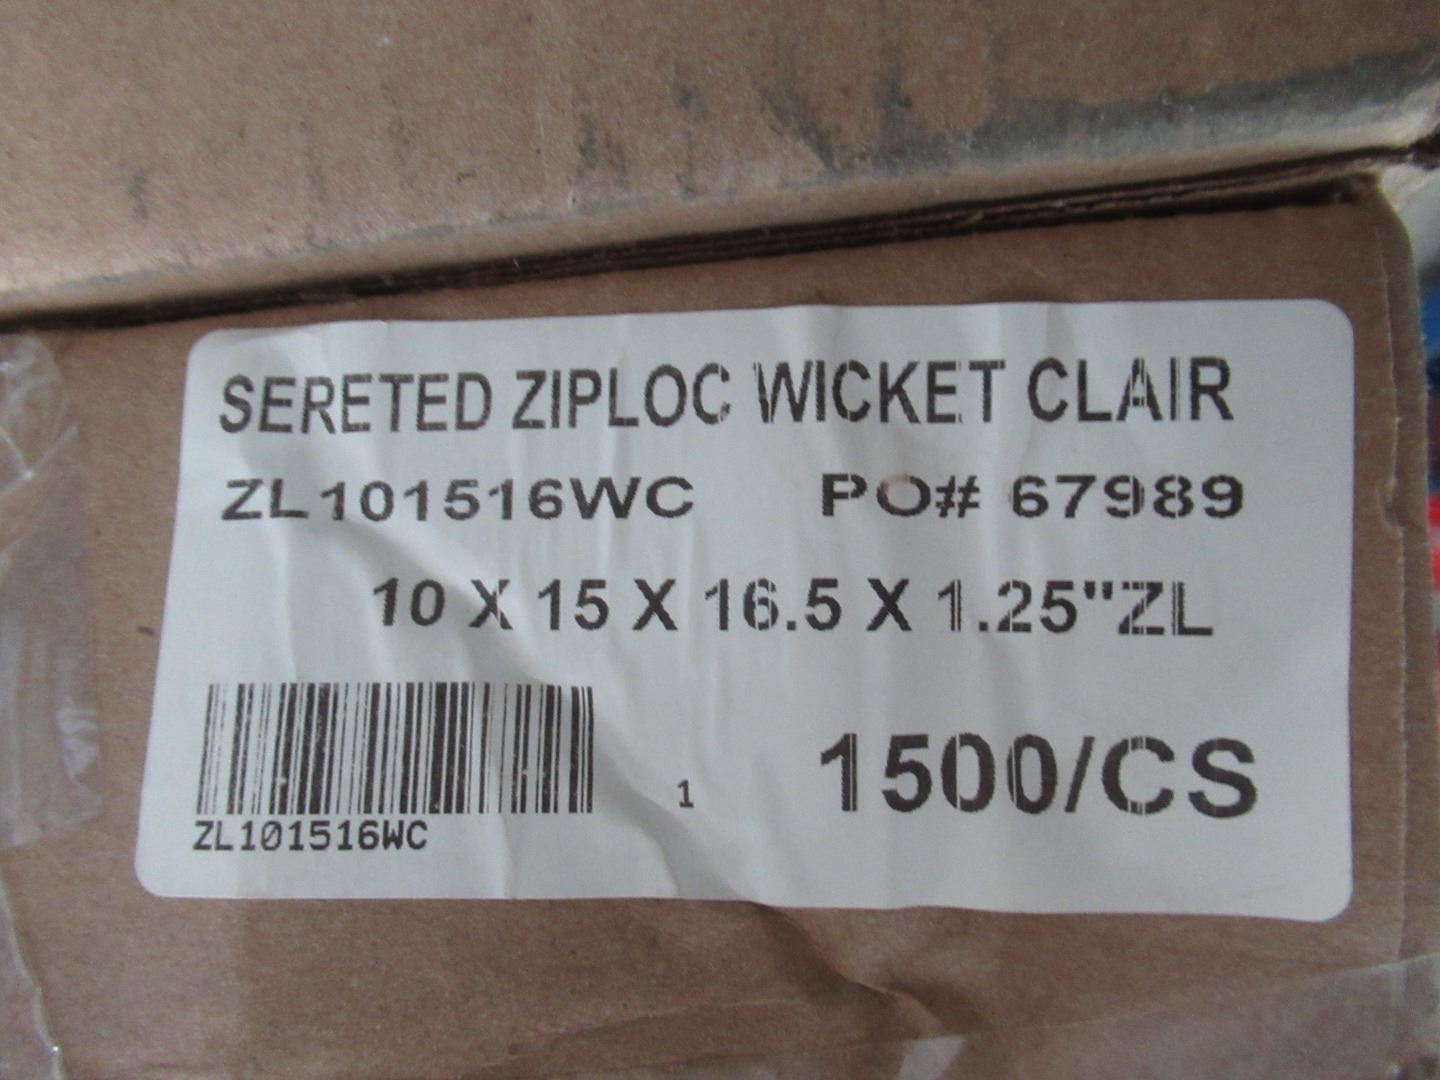 SERETED ZIPLOC WICKET CLAIR
ZL101516WC PO# 67989
10 X 15 X 16.5 X 1.25"ZL
1 1500/CS
ZL101516WC